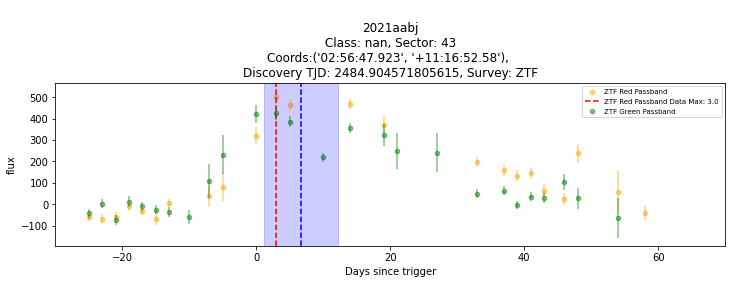 2021aabj
Class: nan, Sector: 43
Coords:('02:56:47.923', '+11:16:52.58'),
Discovery TJD: 2484.904571805615, Survey: ZTF
ZTF Red Passband
ZTF Red Passband Data Max: 3.0
ZTF Green Passband
flux
500
400
300
200
100
0
−100
−20
0
20
40
60
Days since trigger